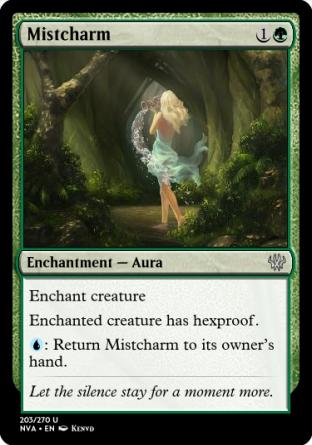 Mistcharm 1
Enchantment — Aura
Enchant creature
Enchanted creature has hexproof.
: Return Mistcharm to its owner's
hand.
Let the silence stay for a moment more.
203/270 U
NVA • EN Kenvd